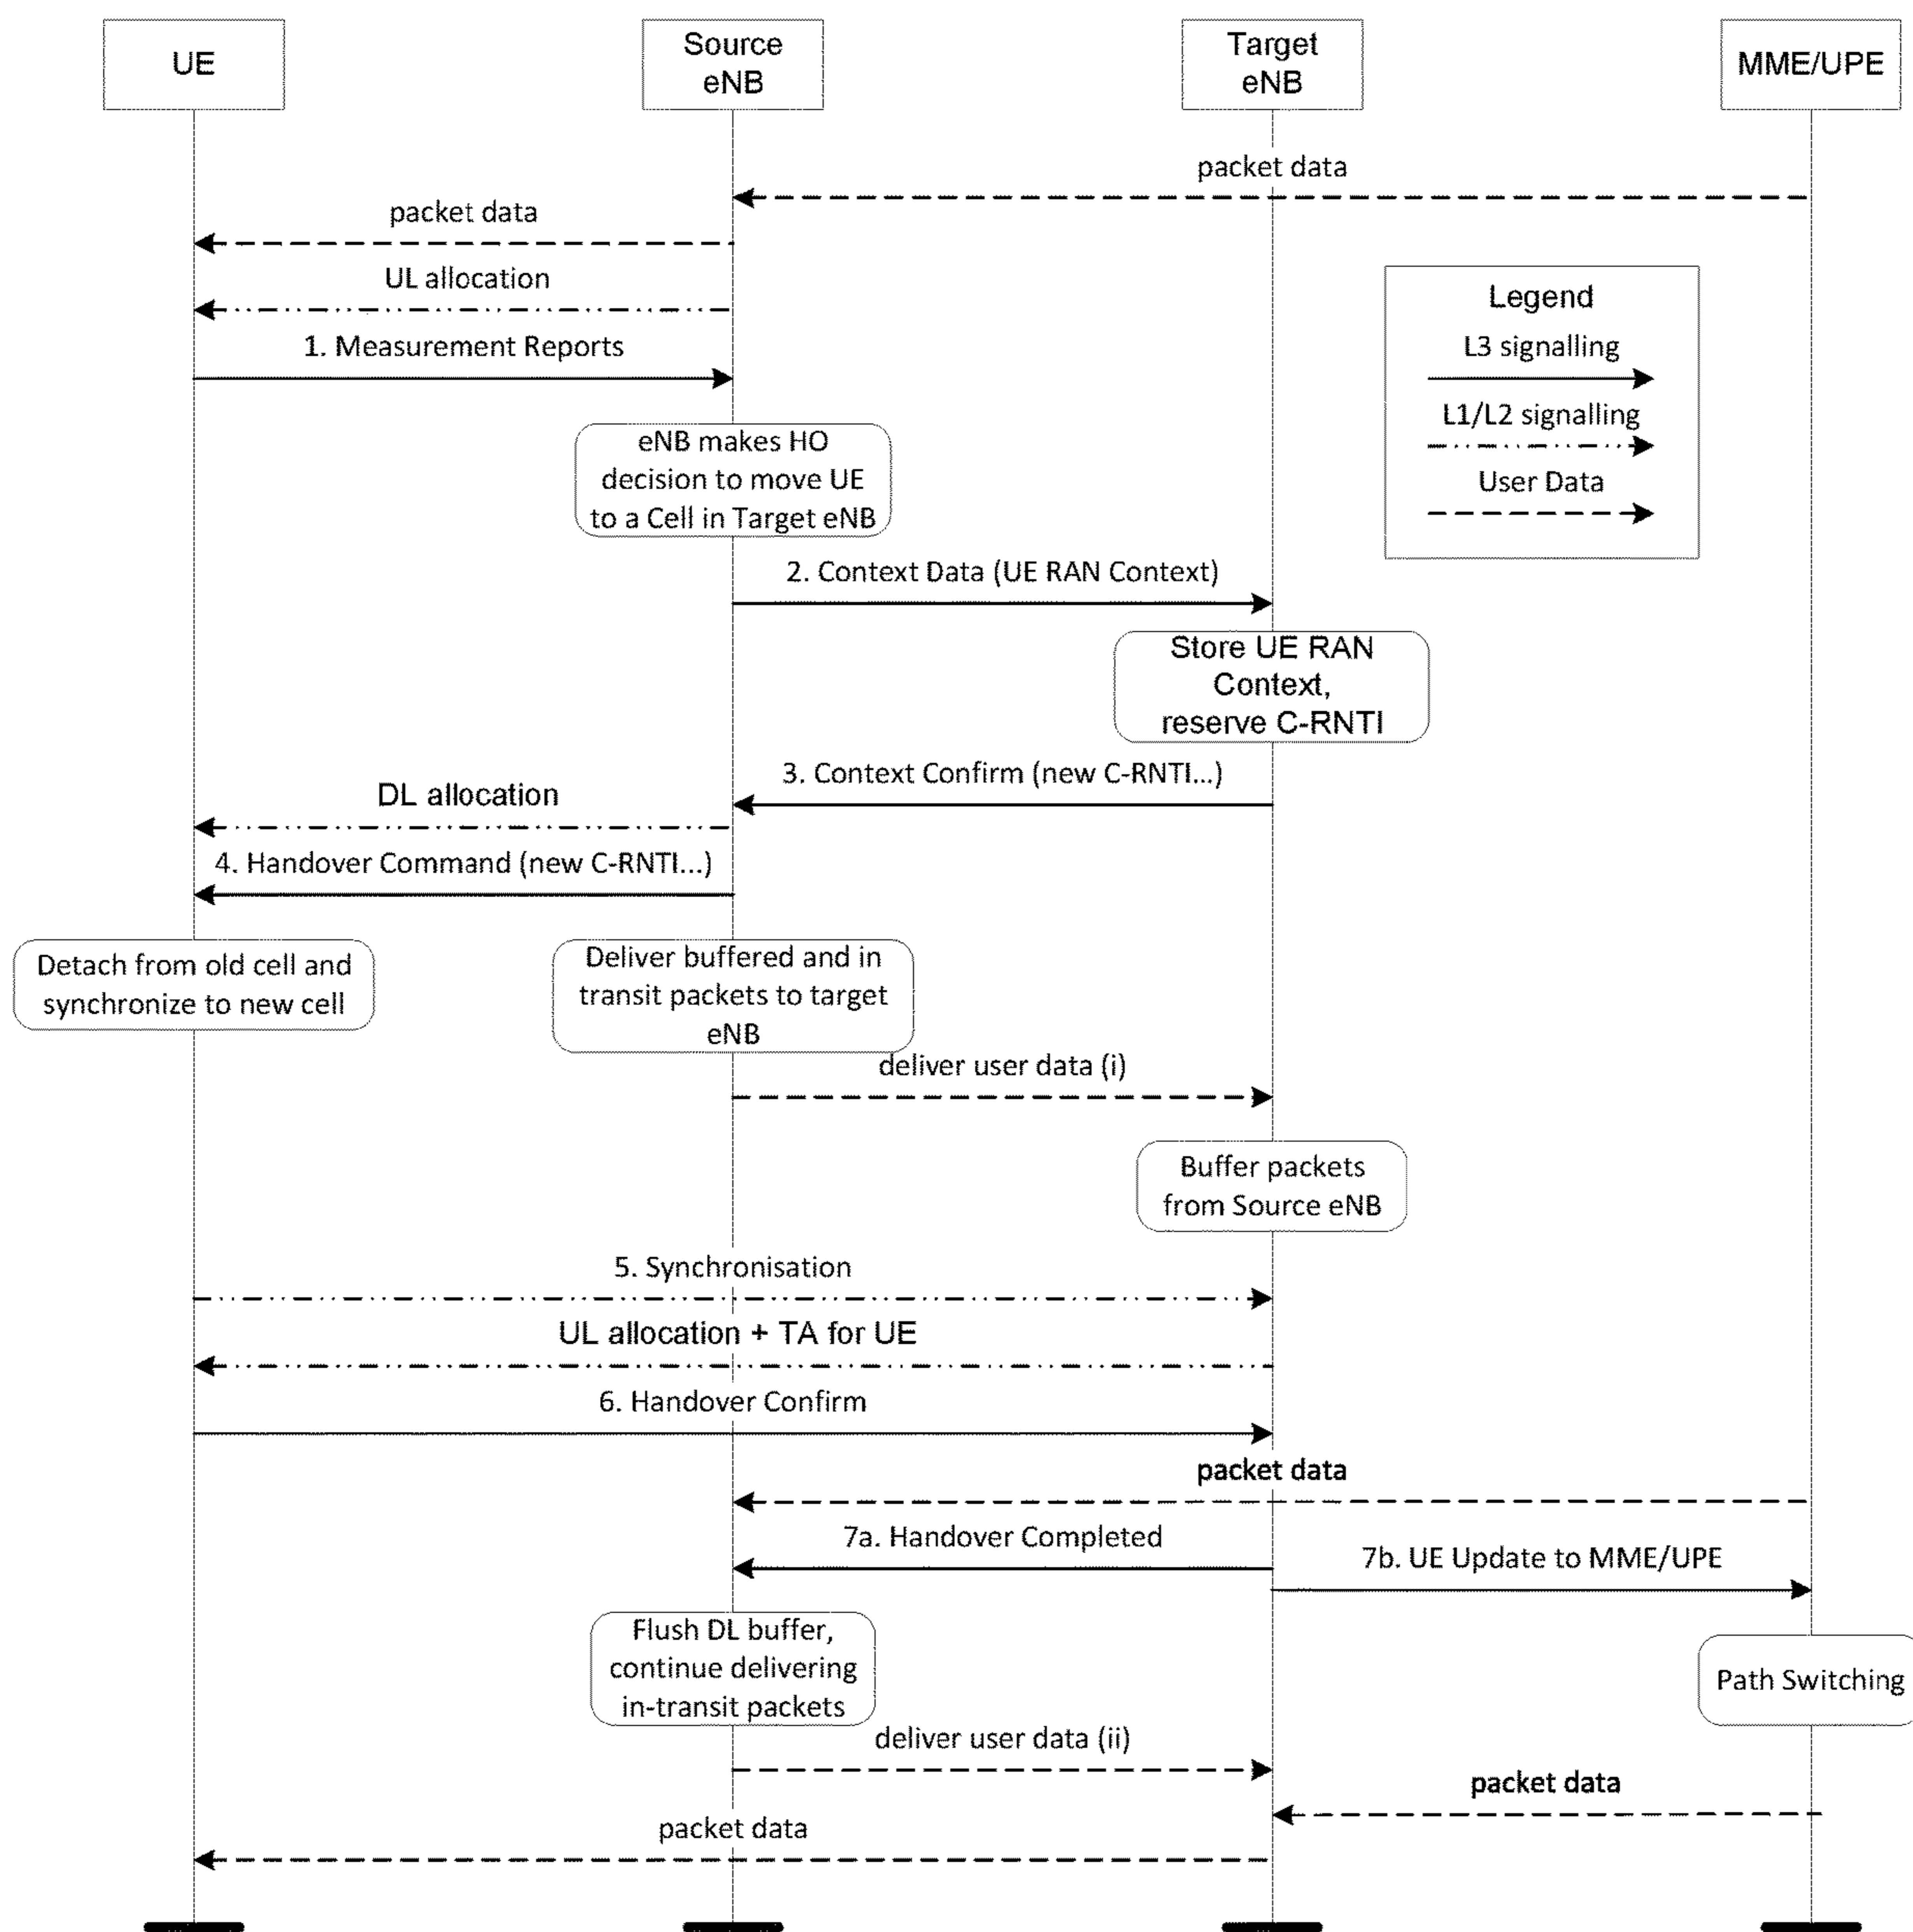 UE
Source
eNB
Target
eNB
MME/UPE
packet data
packet data
UL allocation
Legend
L3 signalling
L1/L2 signalling
User Data
1. Measurement Reports
eNB makes HO
decision to move UE
to a Cell in Target eNB
2. Context Data (UE RAN Context)
Store UE RAN
Context,
reserve C-RNTI
3. Context Confirm (new C-RNTI...)
DL allocation
4. Handover Command (new C-RNTI...)
Detach from old cell and
synchronize to new cell
Deliver buffered and in
transit packets to target
eNB
deliver user data (i)
Buffer packets
from Source eNB
5. Synchronisation
UL allocation + TA for UE
6. Handover Confirm
packet data
7a. Handover Completed
7b. UE Update to MME/UPE
Flush DL buffer,
continue delivering
in-transit packets
Path Switching
deliver user data (ii)
packet data
packet data